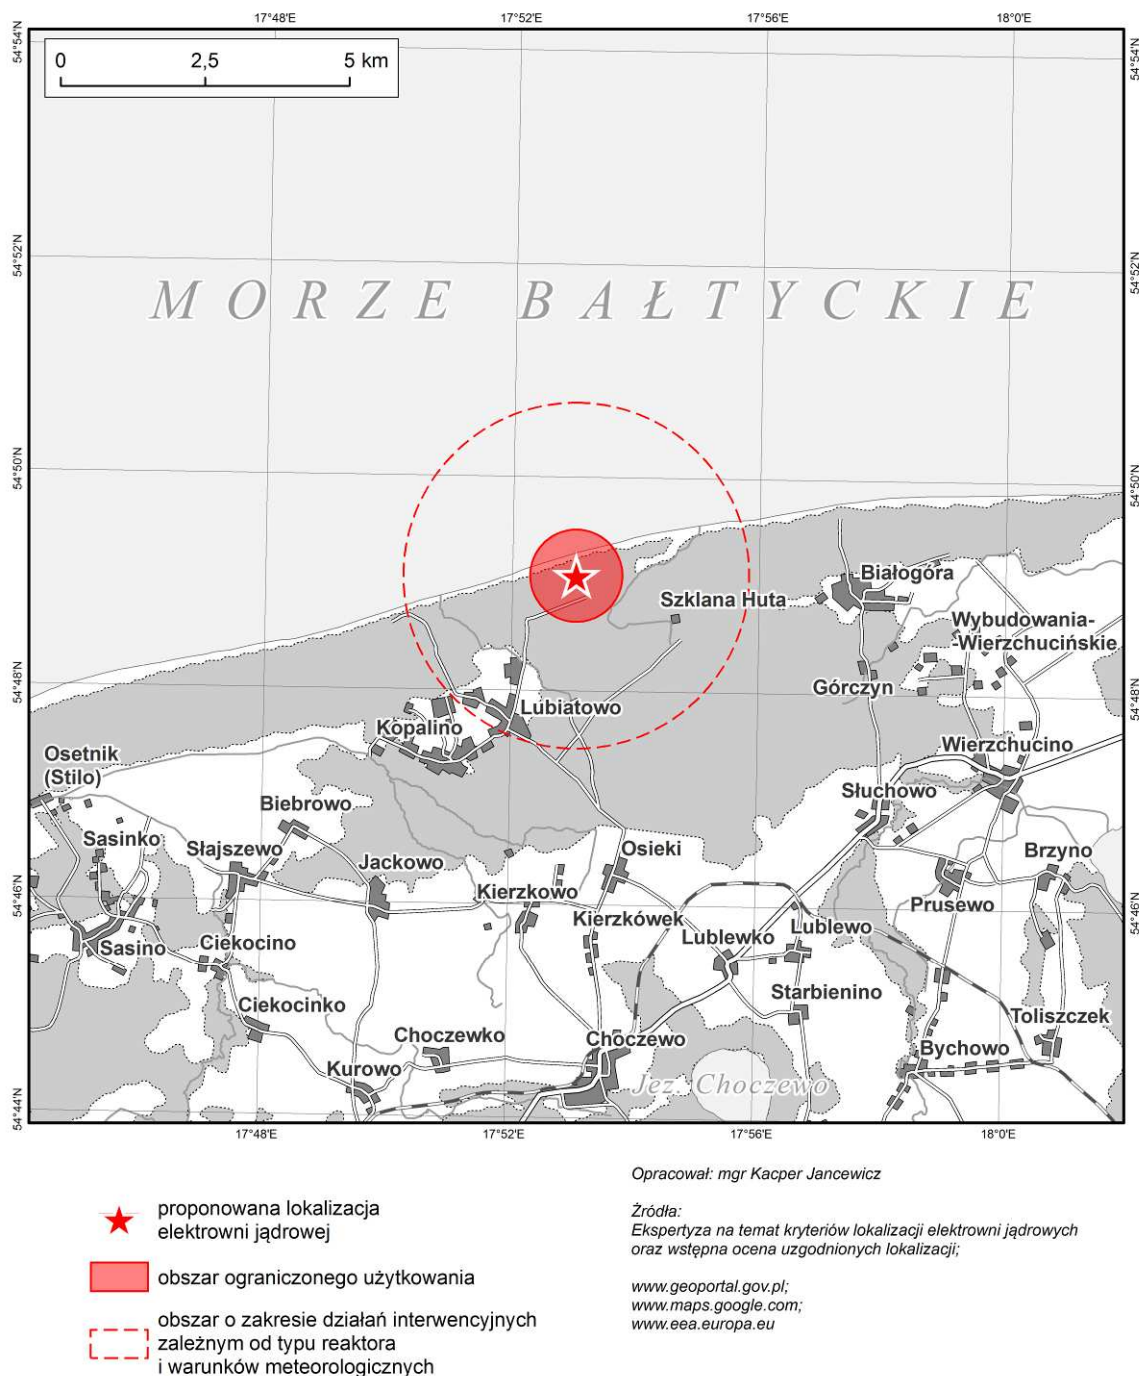 17°48'E 17°52'E 17°56'E 18°0'E
54°54'N 54°54'N
0 2,5 5 km
54°52'N 54°52'N
MORZE BAŁTYCKIE
54°50'N 54°50'N
Białogóra
Szklana Huta
Wybudowania-
-Wierzchucińskie
Górczyn
54°48'N 54°48'N
Lubiatowo
Kopalino
Wierzchucino
Osetnik
(Stilo)
Słuchowo
Biebrowo
Sasinko
Słajszewo
Osieki
Brzyno
Jackowo
Kierzkowo
54°46'N 54°46'N
Prusewo
Kierzkówek
Lublewo
Lublewko
Ciekocino
Sasino
Starbienino
Ciekocinko
Toliszczek
Choczewko
Choczewo
Bychowo
Kurowo
Jez. Choczewo
54°44'N 54°44'N
17°48'E 17°52'E 17°56'E 18°0'E
proponowana lokalizacja
elektrowni jądrowej
obszar ograniczonego użytkowania
obszar o zakresie działań interwencyjnych
zależnym od typu reaktora
i warunków meteorologicznych
Opracował: mgr Kacper Jancewicz
Źródła:
Ekspertyza na temat kryteriów lokalizacji elektrowni jądrowych
oraz wstępna ocena uzgodnionych lokalizacji;
www.geoportal.gov.pl;
www.maps.google.com;
www.eea.europa.eu